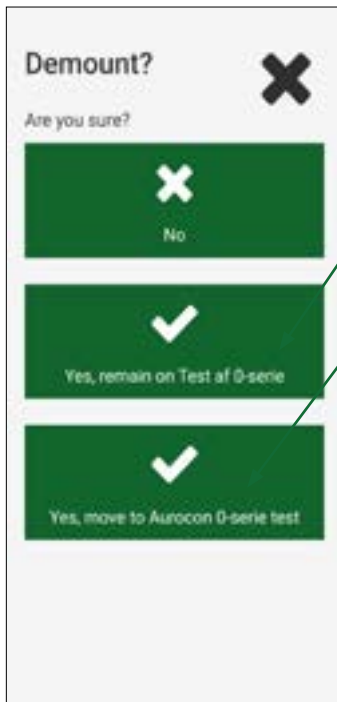 Demount?
Are you sure?
No
Yes, remain on Test af 0-serie
Yes, move to Aurocon 0-serie test